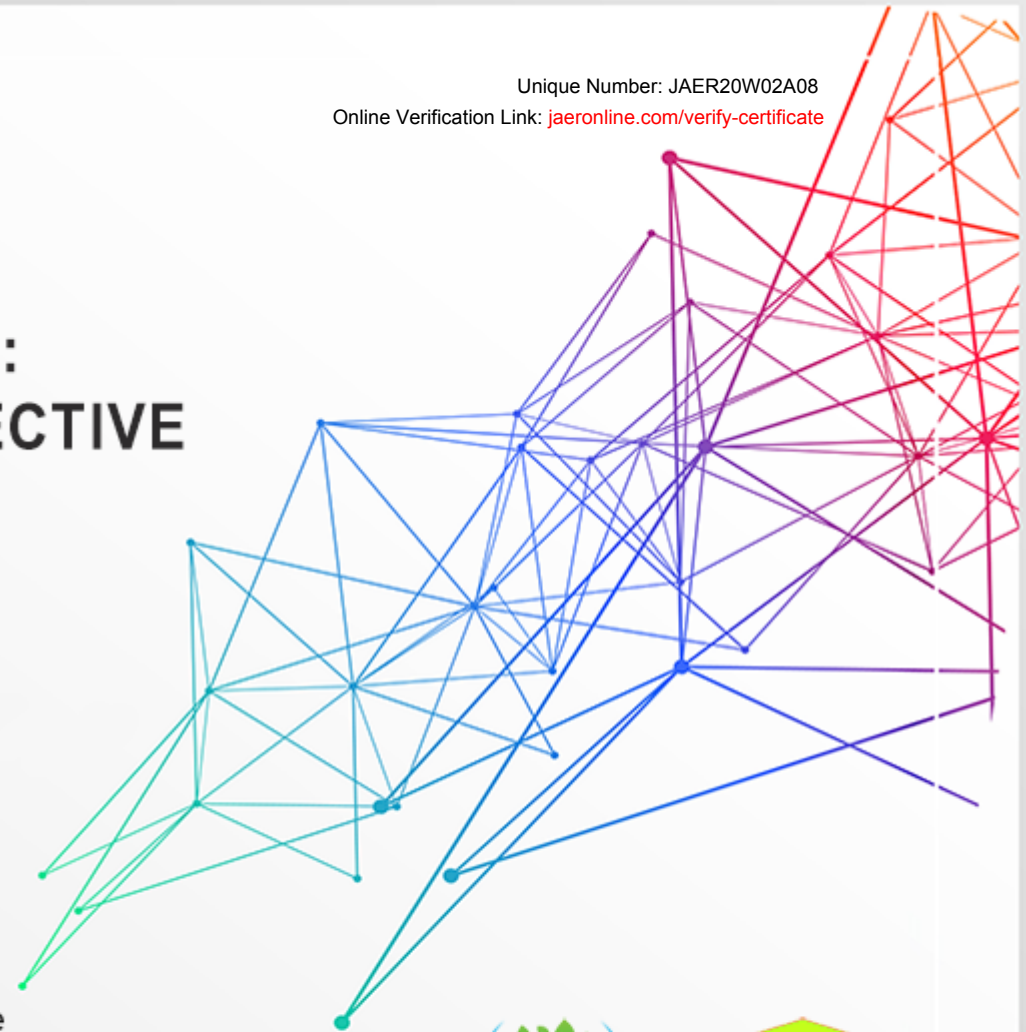 Unique Number: JAER20W02A08
Online Verification Link: jaeronline.com/verify-certificate
:
ECTIVE
e